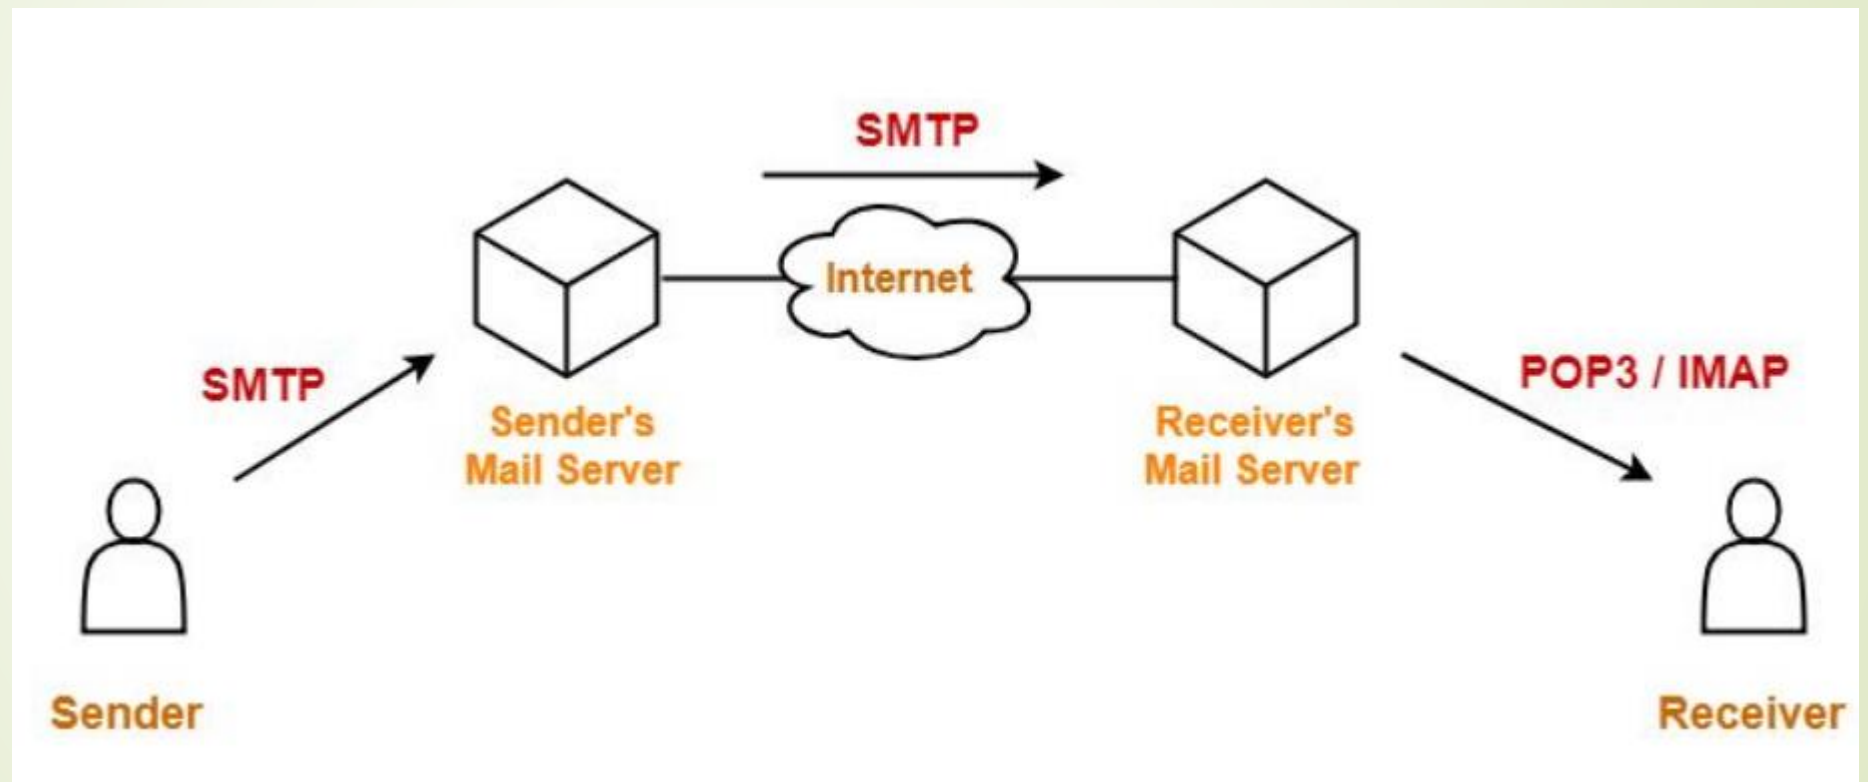 SMTP
Internet
SMTP
POP3 / IMAP
Sender's
Mail Server
Receiver's
Mail Server
Sender
Receiver